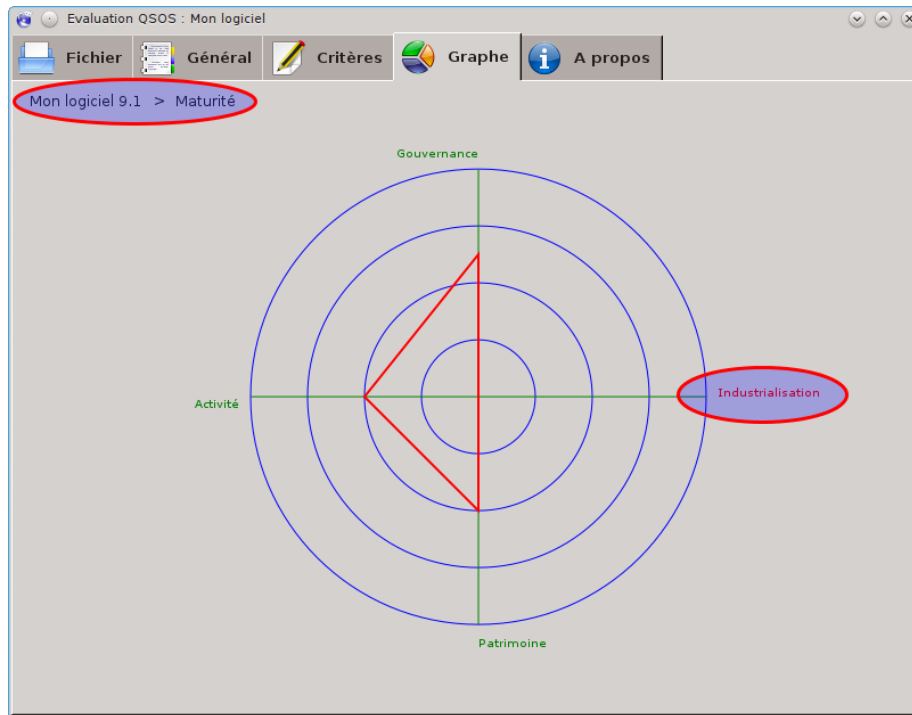 Evaluation QSOS : Mon logiciel
Fichier Général Critères Graphe A propos
Mon logiciel 9.1 > Maturité
Gouvernance
Industrialisation
Activité
Patrimoine